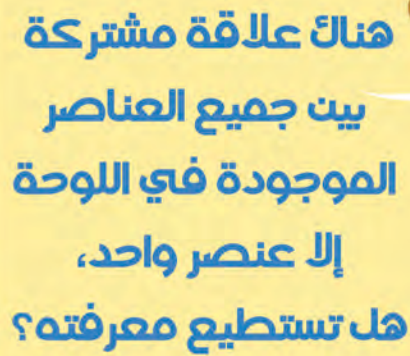 هناك علاقة مشتركة
بين جميع العناصر
الموجودة في اللوحة
إلا عنصر واحد،
هل تستطيع معرفته؟